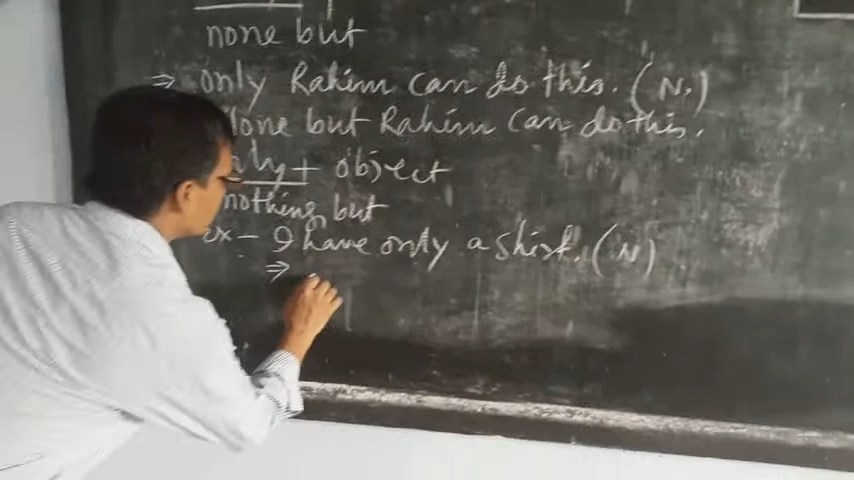 none but
⇒ only Rahim can do this. (N.)
None but Rahim can do this.
only + object
nothing but
ex - I have only a shirt. (N)
⇒